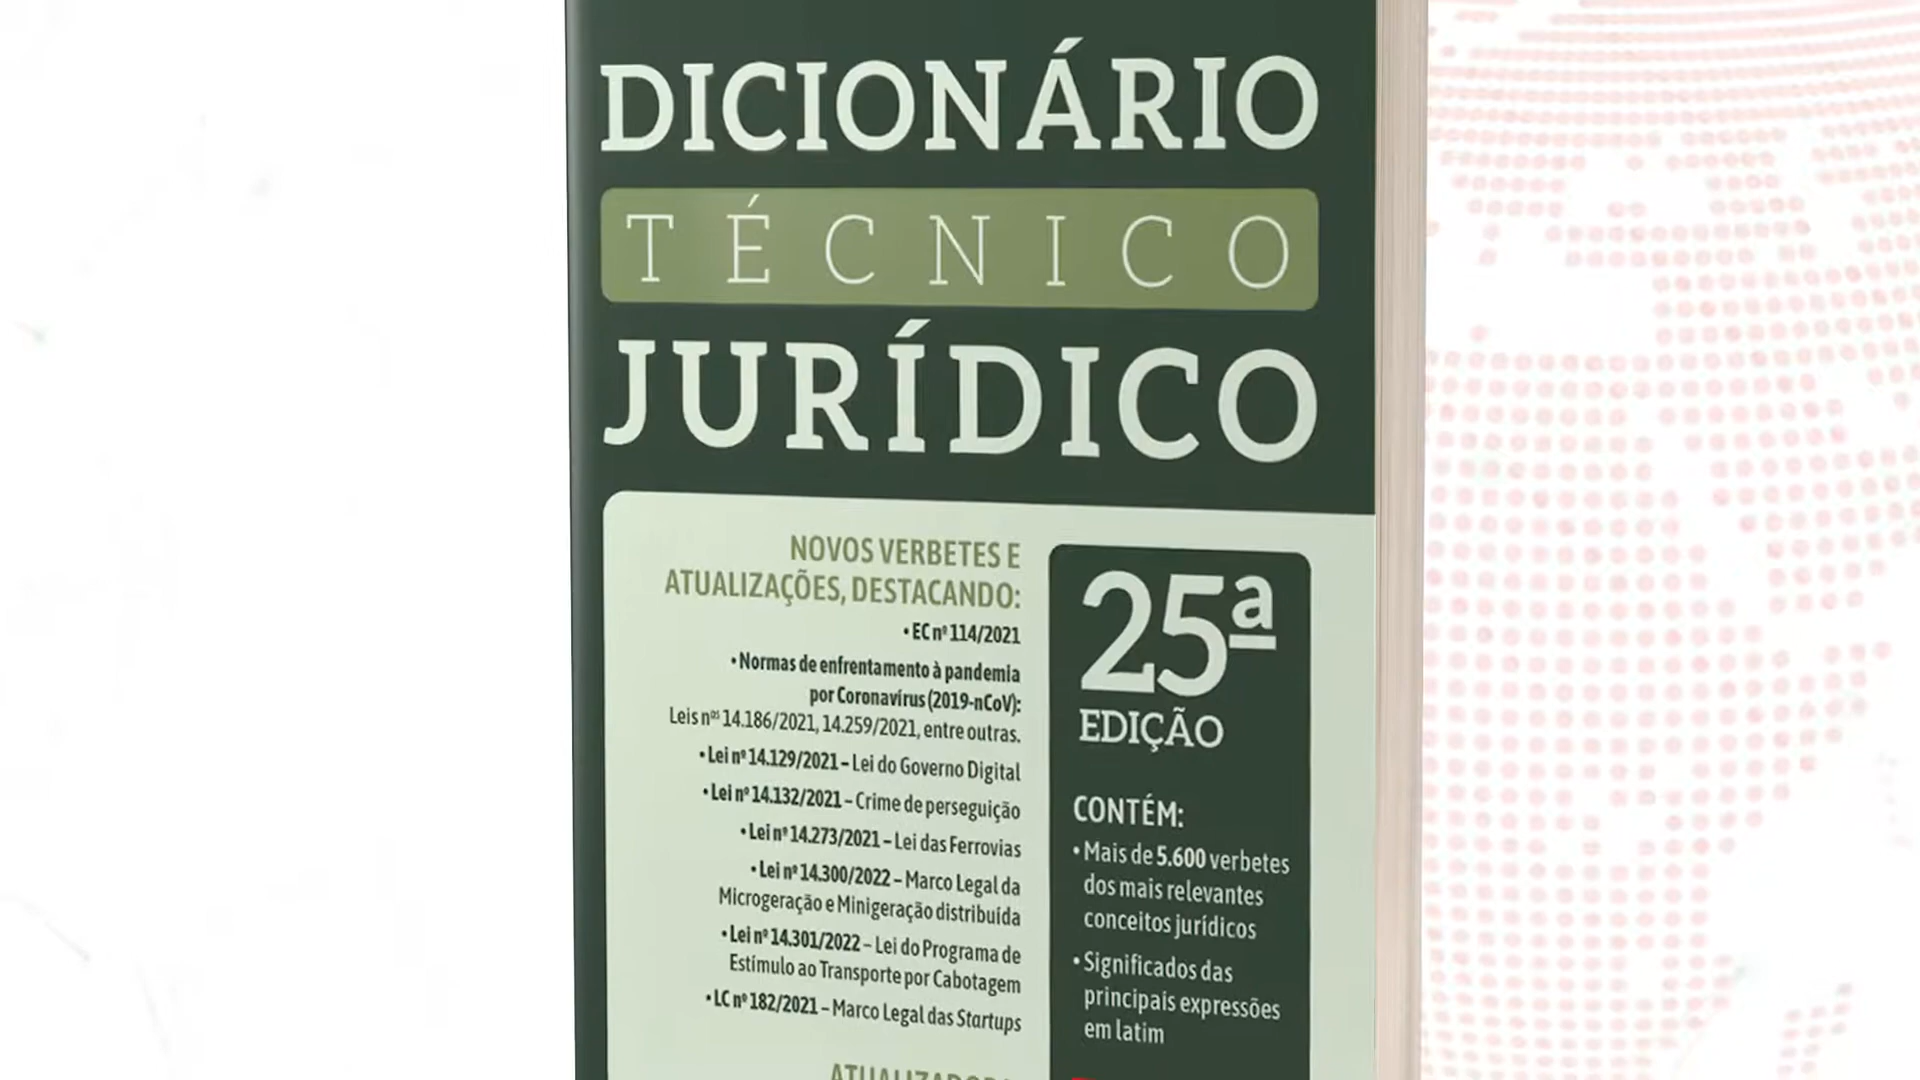 DICIONÁRIO
TÉCNICO
JURÍDICO
NOVOS VERBETES E
ATUALIZAÇÕES, DESTACANDO:
• EC nº 114/2021
• Normas de enfrentamento à pandemia
por Coronavírus (2019-nCoV):
Leis nºs 14.186/2021, 14.259/2021, entre outras.
• Lei nº 14.129/2021 – Lei do Governo Digital
• Lei nº 14.132/2021 – Crime de perseguição
• Lei nº 14.273/2021 – Lei das Ferrovias
• Lei nº 14.300/2022 – Marco Legal da
Microgeração e Minigeração distribuída
• Lei nº 14.301/2022 – Lei do Programa de
Estímulo ao Transporte por Cabotagem
• LC nº 182/2021 – Marco Legal das Startups
25ª
EDIÇÃO
CONTÉM:
• Mais de 5.600 verbetes
dos mais relevantes
conceitos jurídicos
• Significados das
principais expressões
em latim